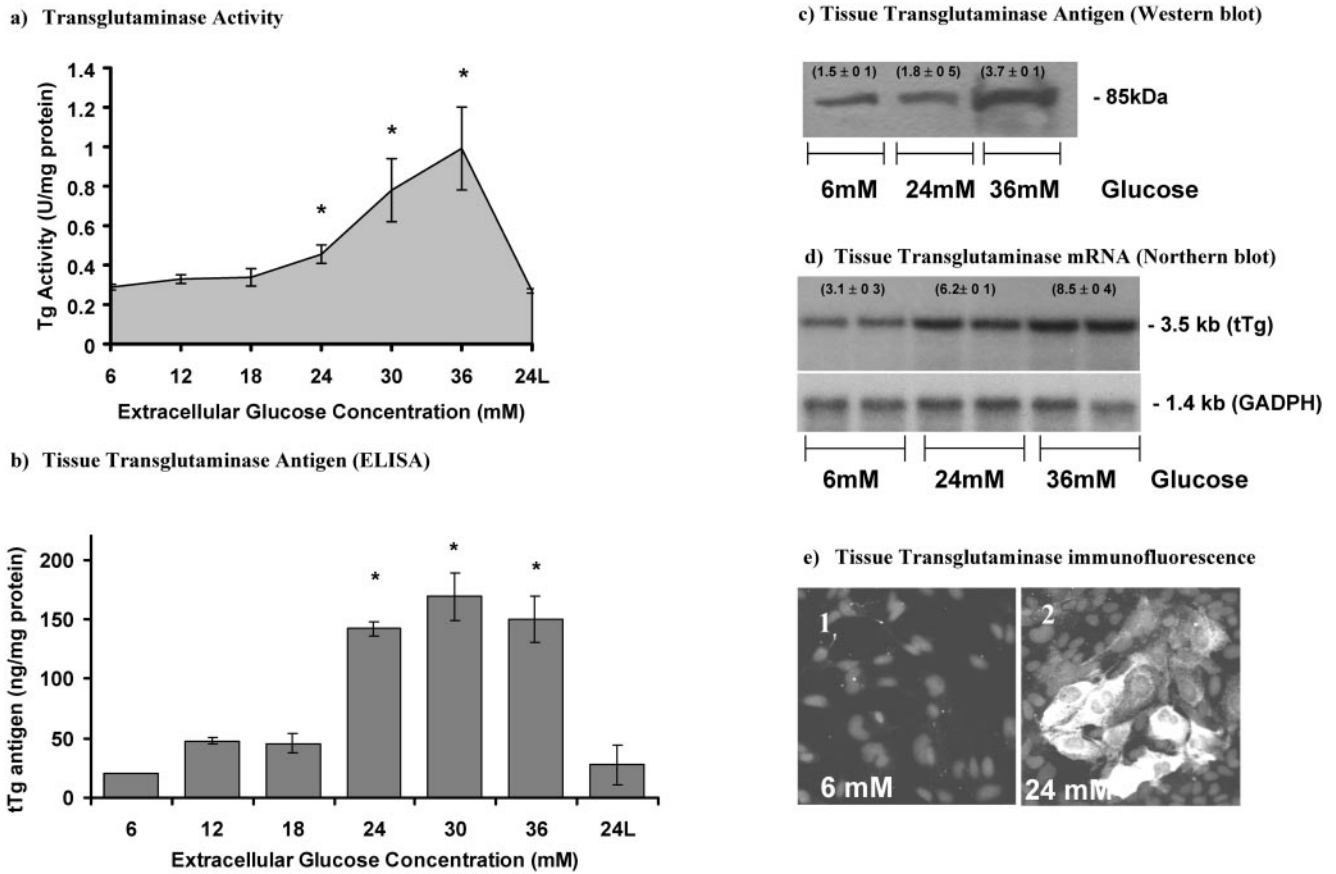 a) Transglutaminase Activity
Tg Activity (U/mg protein)
1.4
1.2
1
0.8
0.6
0.4
0.2
0
* * * *
6 12 18 24 30 36 24L
Extracellular Glucose Concentration (mM)
b) Tissue Transglutaminase Antigen (ELISA)
tTg antigen (ng/mg protein)
200
150
100
50
0
* * *
6 12 18 24 30 36 24L
Extracellular Glucose Concentration (mM)
c) Tissue Transglutaminase Antigen (Western blot)
(1.5 ± 0 1) (1.8 ± 0 5) (3.7 ± 0 1)
- 85kDa
6mM 24mM 36mM Glucose
d) Tissue Transglutaminase mRNA (Northern blot)
(3.1 ± 0 3) (6.2± 0 1) (8.5 ± 0 4)
- 3.5 kb (tTg)
- 1.4 kb (GADPH)
6mM 24mM 36mM Glucose
e) Tissue Transglutaminase immunofluorescence
1 2
6 mM 24 mM